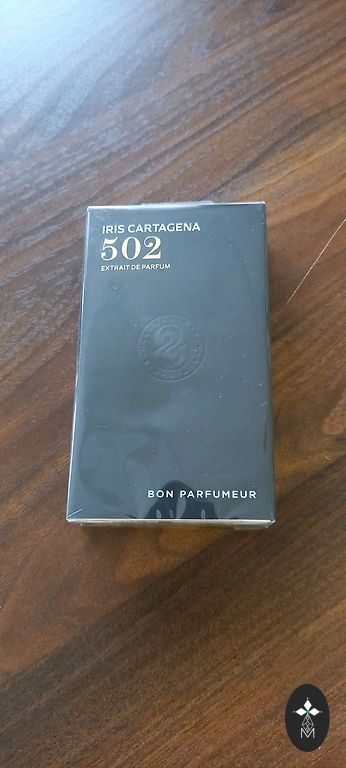 IRIS CARTAGENA
502
EXTRAIT DE PARFUM
BON PARFUMEUR